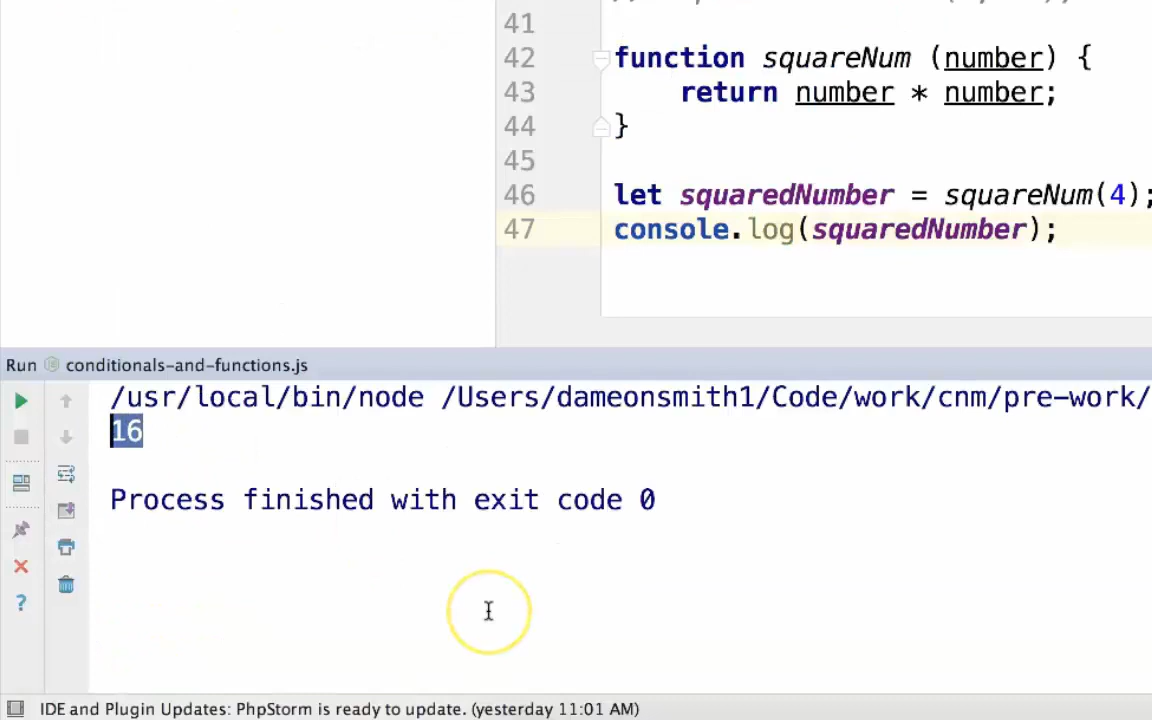 41
42 function squareNum (number) {
43 return number * number;
44 }
45
46 let squaredNumber = squareNum(4);
47 console.log(squaredNumber);
Run conditionals-and-functions.js
/usr/local/bin/node /Users/dameonsmith1/Code/work/cnm/pre-work/
16
Process finished with exit code 0
?
IDE and Plugin Updates: PhpStorm is ready to update. (yesterday 11:01 AM)